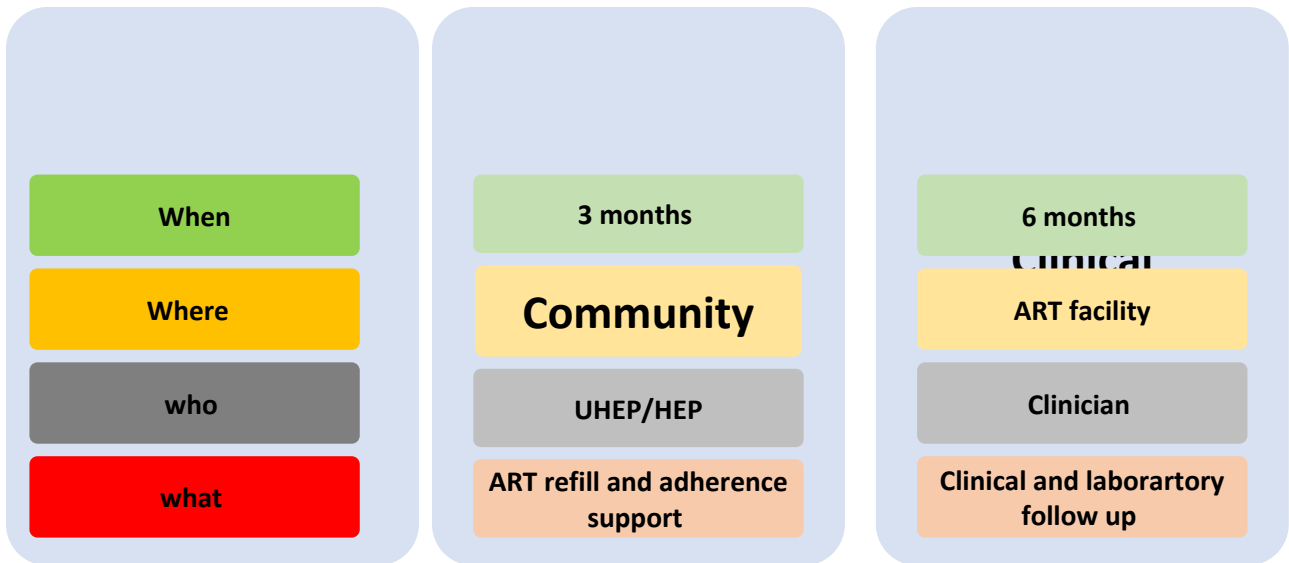 When
Where
who
what
3 months
Community
UHEP/HEP
ART refill and adherence
support
6 months
Clinical
ART facility
Clinician
Clinical and laborartory
follow up